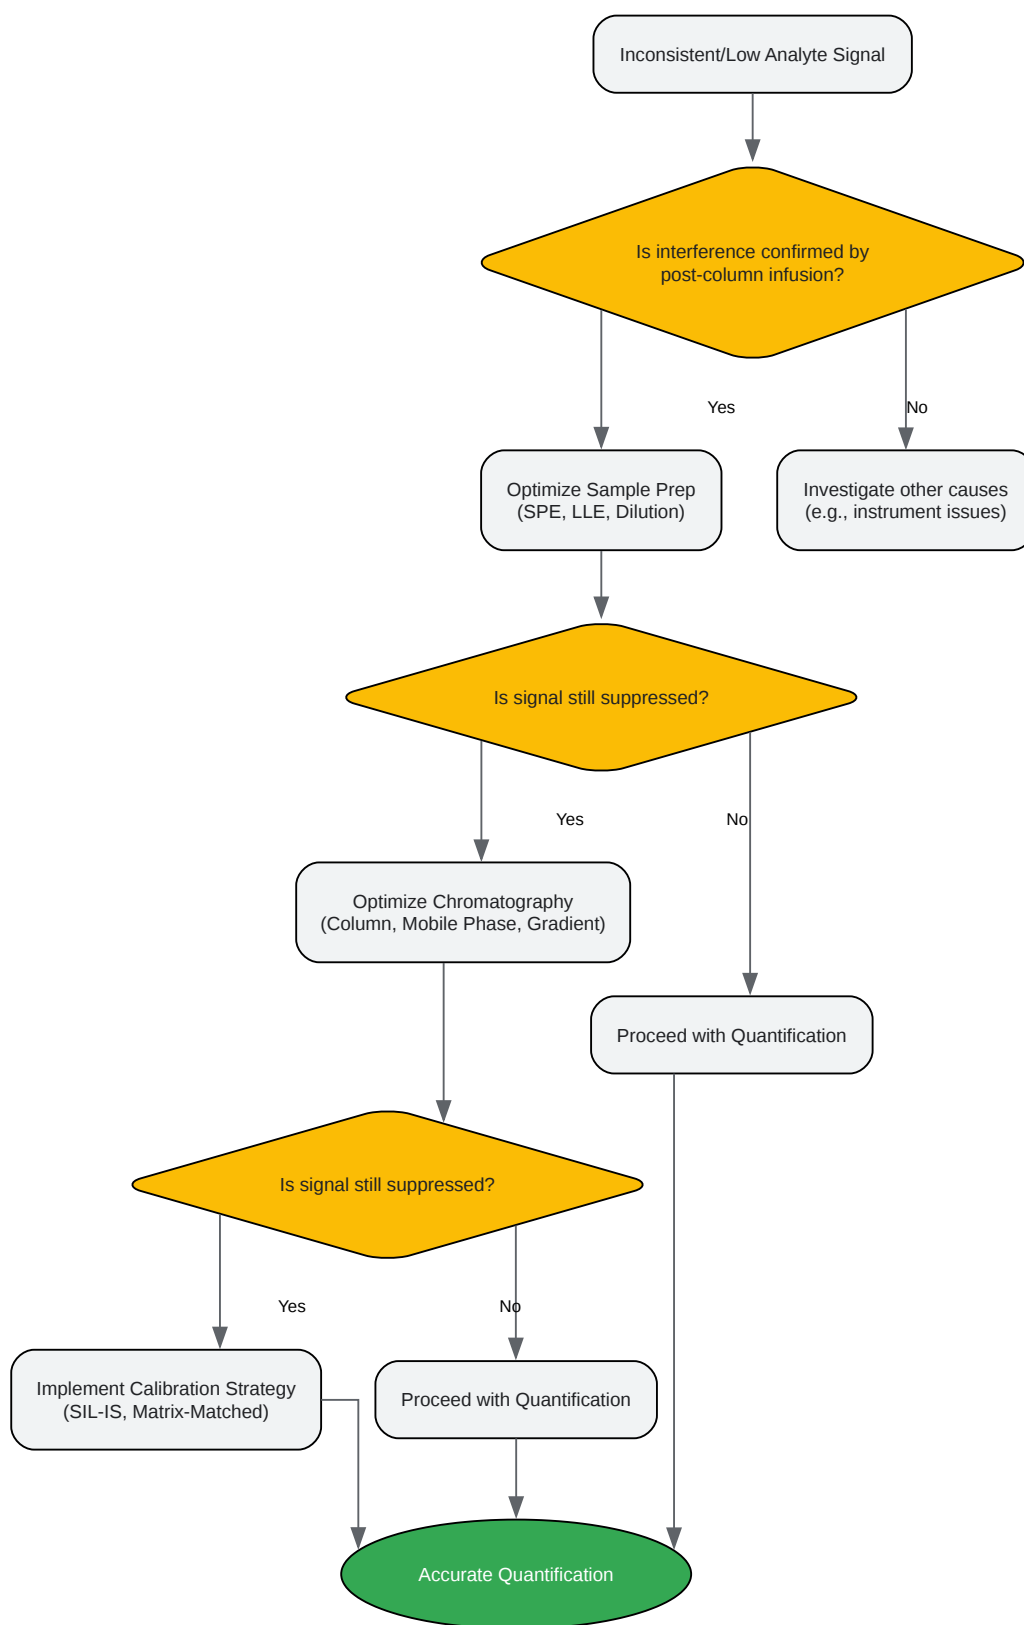 Inconsistent/Low Analyte Signal
Is interference confirmed by
post-column infusion?
Yes
No
Optimize Sample Prep
(SPE, LLE, Dilution)
Investigate other causes
(e.g., instrument issues)
Is signal still suppressed?
Yes
No
Optimize Chromatography
(Column, Mobile Phase, Gradient)
Proceed with Quantification
Is signal still suppressed?
Yes
No
Implement Calibration Strategy
(SIL-IS, Matrix-Matched)
Proceed with Quantification
Accurate Quantification